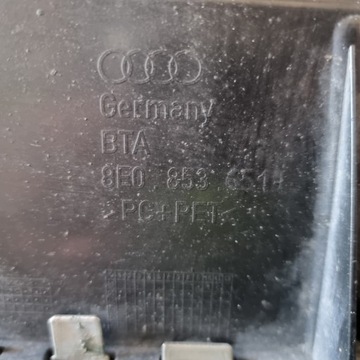 Germany
BTA
8E0 . 853 . 651
>PC+PET<